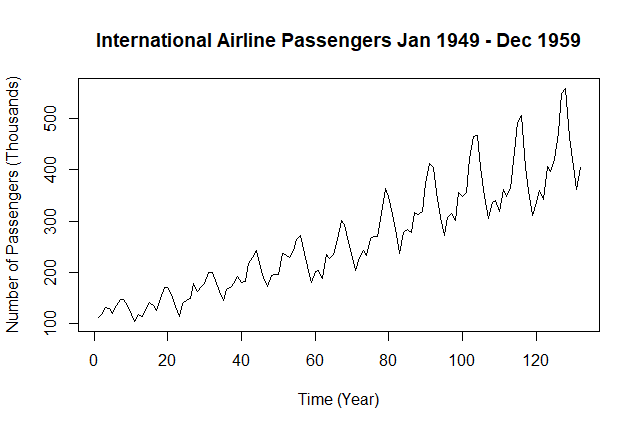 International Airline Passengers Jan 1949 - Dec 1959
Number of Passengers (Thousands)
500
400
300
200
100
0 20 40 60 80 100 120
Time (Year)